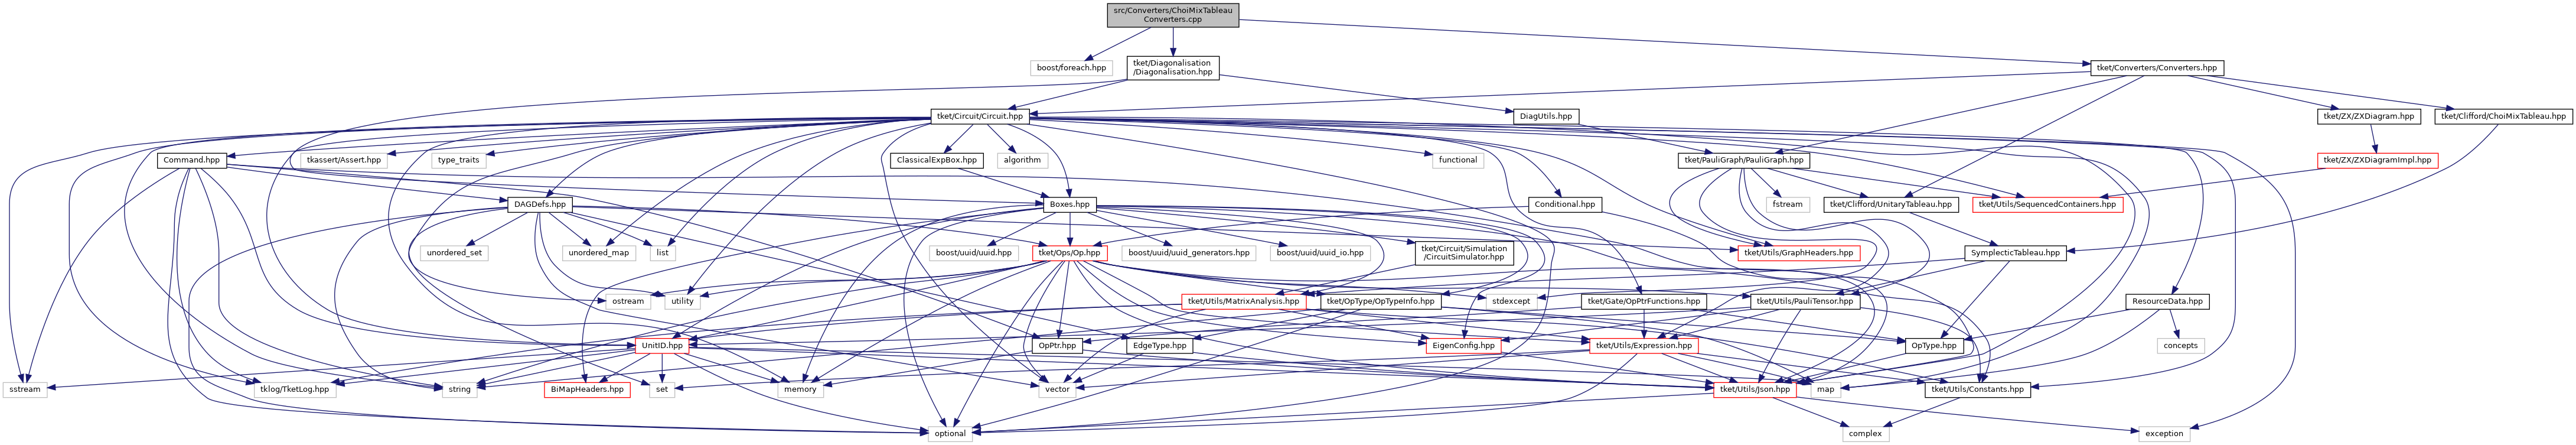 src/Converters/ChoiMixTableau
Converters.cpp
boost/foreach.hpp
tket/Diagonalisation
/Diagonalisation.hpp
tket/Converters/Converters.hpp
tket/Circuit/Circuit.hpp
DiagUtils.hpp
tket/ZX/ZXDiagram.hpp
tket/Clifford/ChoiMixTableau.hpp
Command.hpp
tkassert/Assert.hpp
type_traits
ClassicalExpBox.hpp
algorithm
functional
tket/PauliGraph/PauliGraph.hpp
tket/ZX/ZXDiagramImpl.hpp
DAGDefs.hpp
Boxes.hpp
Conditional.hpp
fstream
tket/Clifford/UnitaryTableau.hpp
tket/Utils/SequencedContainers.hpp
unordered_set
unordered_map
list
boost/uuid/uuid.hpp
tket/Ops/Op.hpp
boost/uuid/uuid_generators.hpp
boost/uuid/uuid_io.hpp
tket/Circuit/Simulation
/CircuitSimulator.hpp
tket/Utils/GraphHeaders.hpp
SymplecticTableau.hpp
ostream
utility
tket/Utils/MatrixAnalysis.hpp
tket/OpType/OpTypeInfo.hpp
stdexcept
tket/Gate/OpPtrFunctions.hpp
tket/Utils/PauliTensor.hpp
ResourceData.hpp
UnitID.hpp
OpPtr.hpp
EdgeType.hpp
EigenConfig.hpp
tket/Utils/Expression.hpp
OpType.hpp
concepts
sstream
tklog/TketLog.hpp
string
BiMapHeaders.hpp
set
memory
vector
tket/Utils/Json.hpp
map
tket/Utils/Constants.hpp
optional
complex
exception